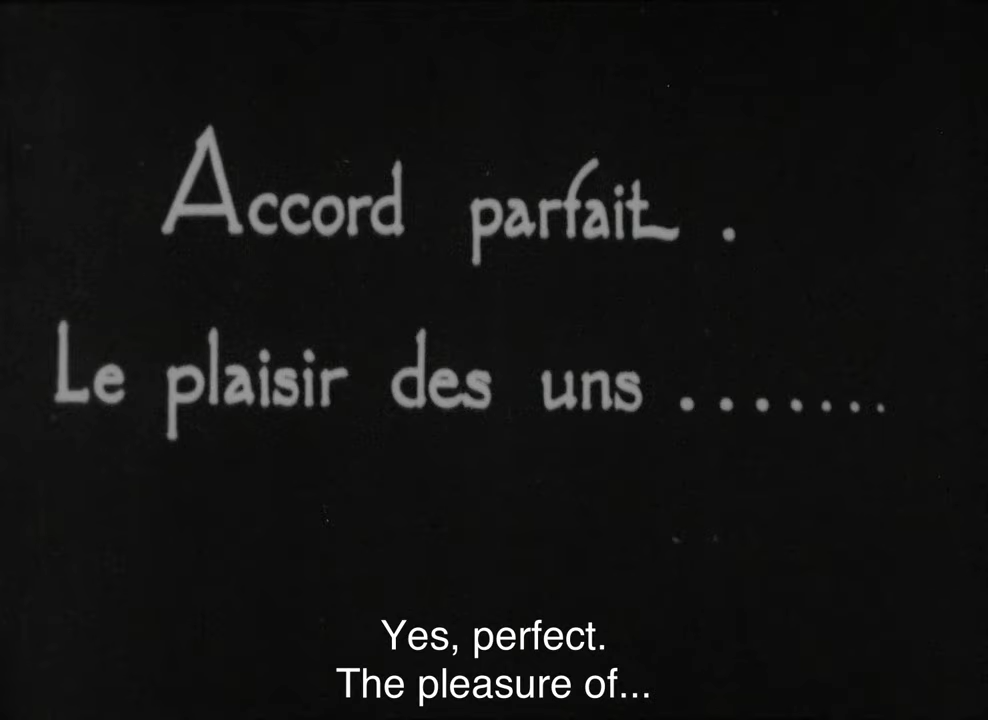 Accord parfait .
Le plaisir des uns ........
Yes, perfect.
The pleasure of...